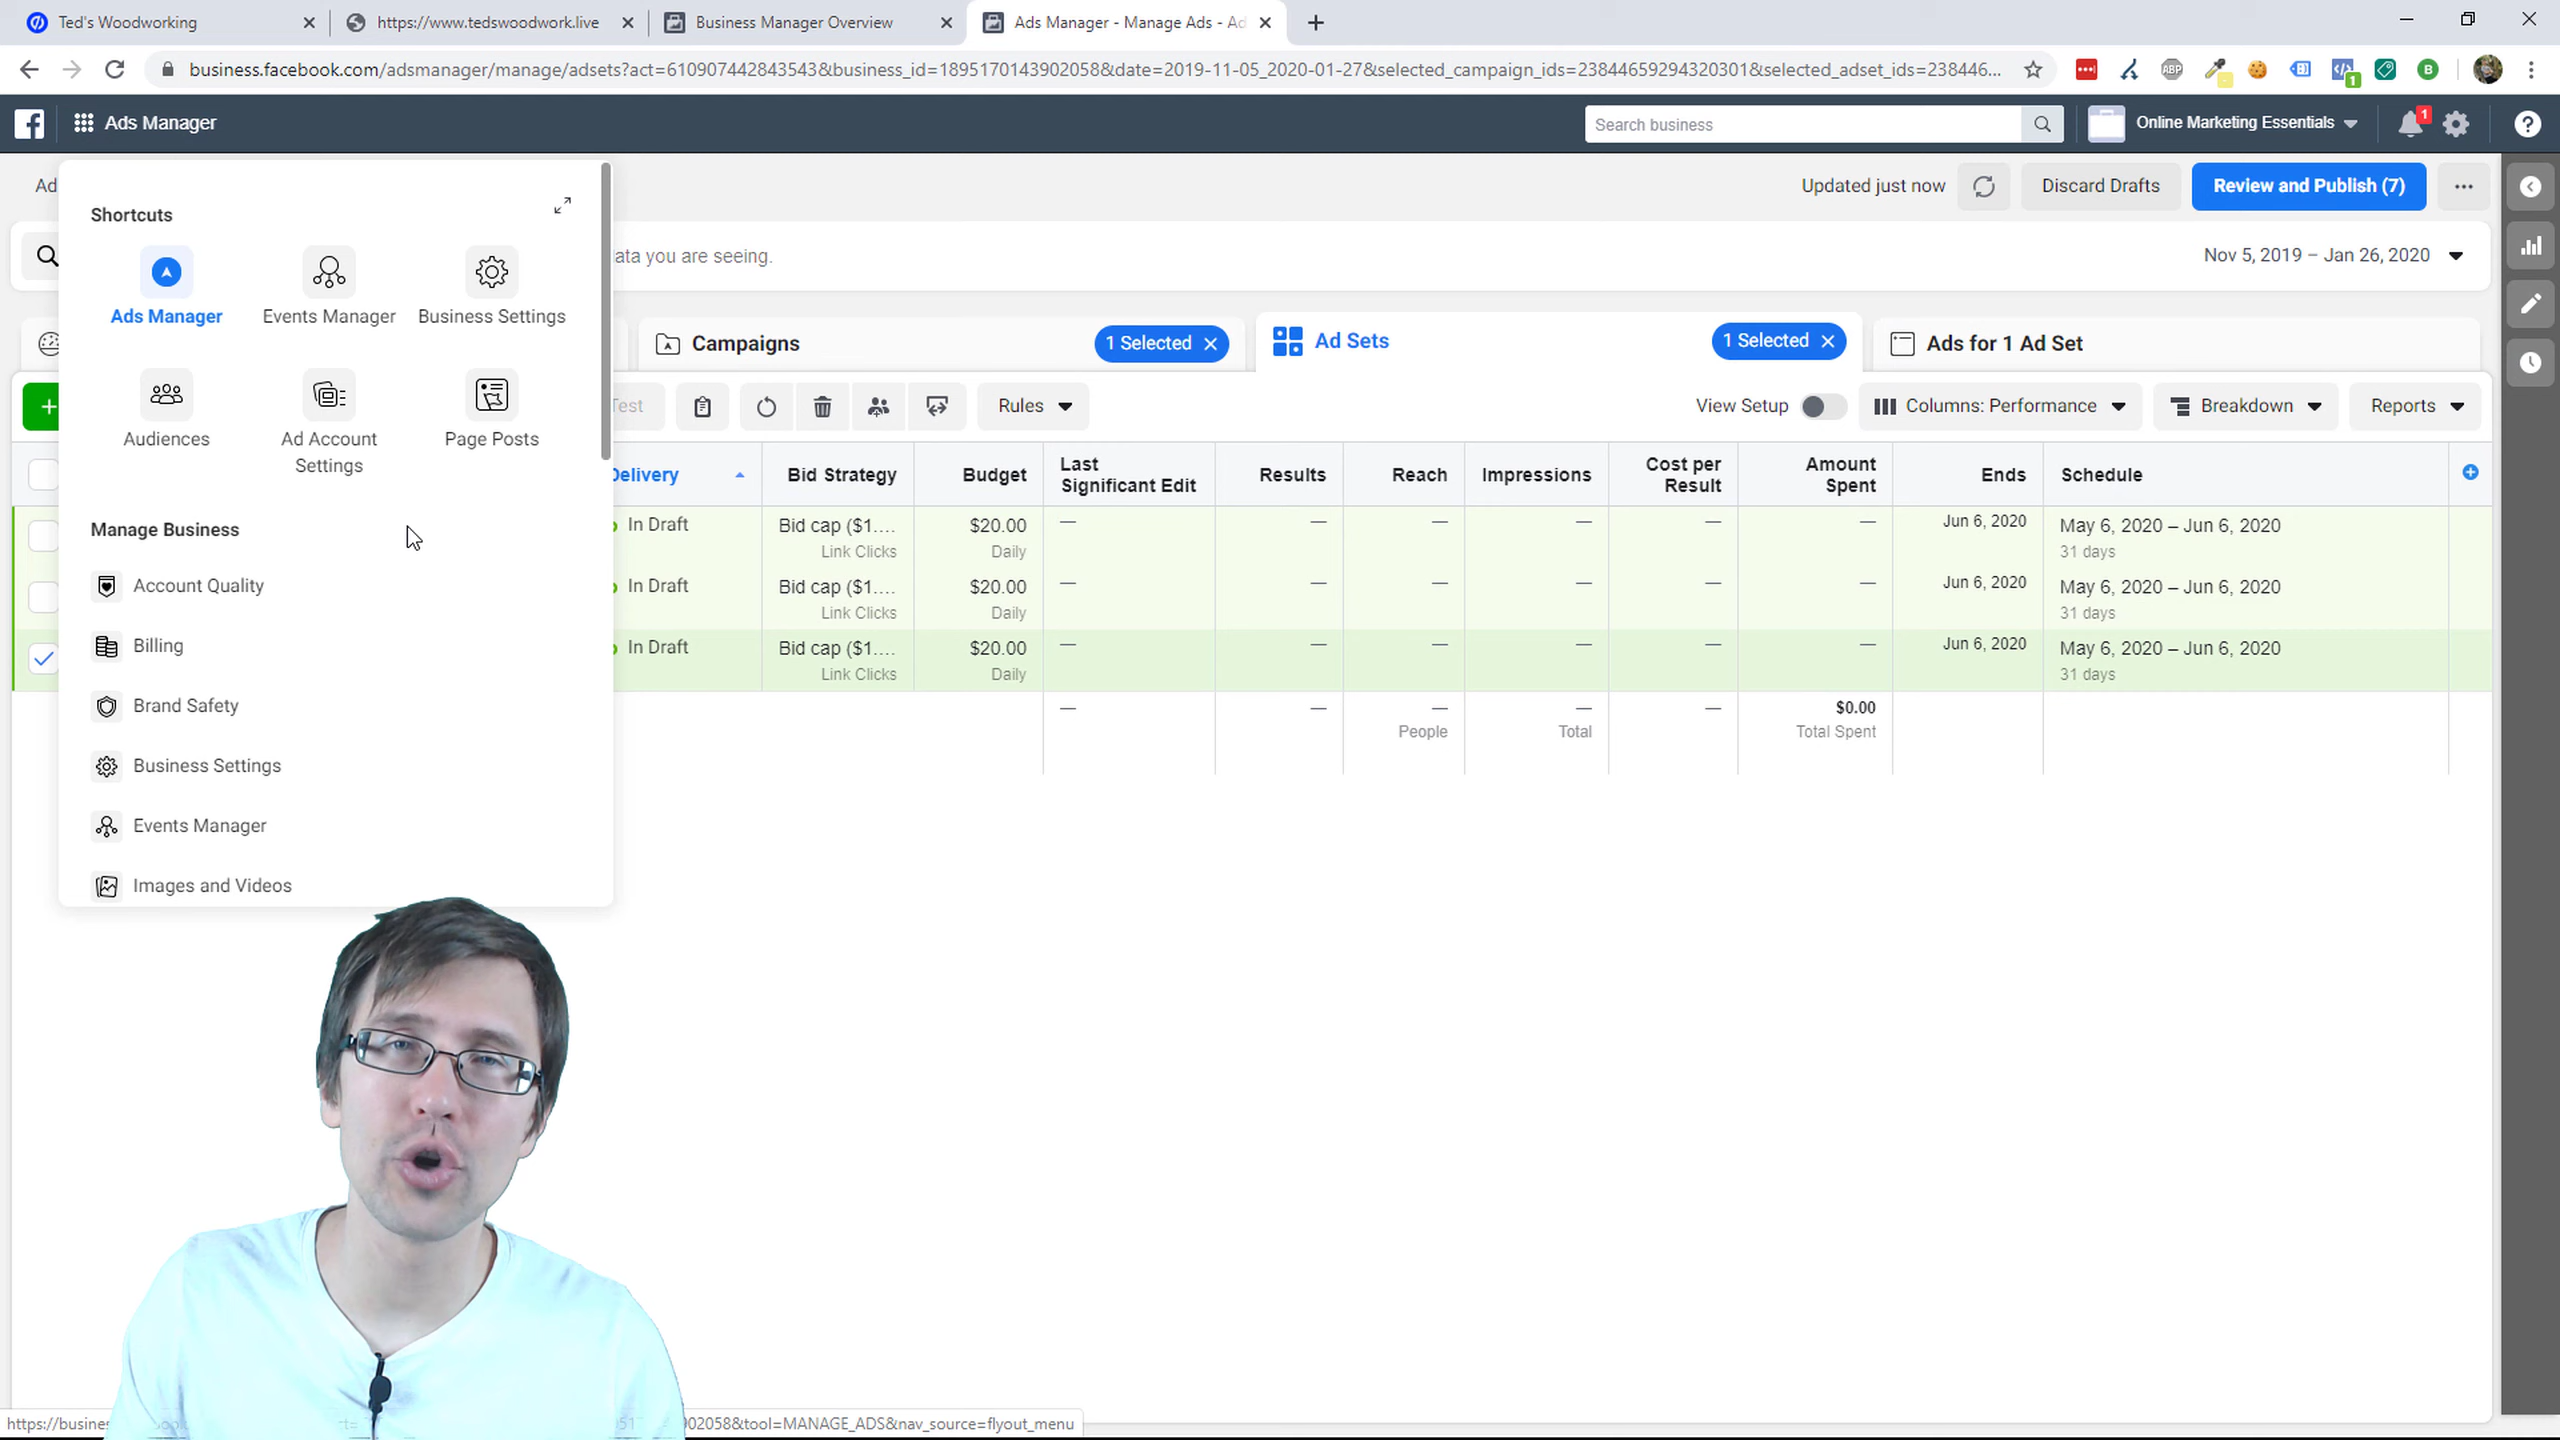 Ted's Woodworking
https://www.tedswoodwork.live
Business Manager Overview
Ads Manager - Manage Ads - Ad
business.facebook.com/adsmanager/manage/adsets?act=610907442843543&business_id=1895170143902058&date=2019-11-05_2020-01-27&selected_campaign_ids=23844659294320301&selected_adset_ids=238446...
ABP
1
B
Ads Manager
Search business
Online Marketing Essentials
1
Ad
Updated just now
Discard Drafts
Review and Publish (7)
Shortcuts
Ads Manager
Events Manager
Business Settings
Audiences
Ad Account
Settings
Page Posts
Manage Business
Account Quality
Billing
Brand Safety
Business Settings
Events Manager
Images and Videos
data you are seeing.
Nov 5, 2019 – Jan 26, 2020
Campaigns
1 Selected
Ad Sets
1 Selected
Ads for 1 Ad Set
Rules
View Setup
Columns: Performance
Breakdown
Reports
Delivery
Bid Strategy
Budget
Last
Significant Edit
Results
Reach
Impressions
Cost per
Result
Amount
Spent
Ends
Schedule
In Draft
Bid cap ($1....
Link Clicks
$20.00
Daily
—
—
—
—
—
—
Jun 6, 2020
May 6, 2020 – Jun 6, 2020
31 days
In Draft
Bid cap ($1....
Link Clicks
$20.00
Daily
—
—
—
—
—
—
Jun 6, 2020
May 6, 2020 – Jun 6, 2020
31 days
In Draft
Bid cap ($1....
Link Clicks
$20.00
Daily
—
—
—
—
—
—
Jun 6, 2020
May 6, 2020 – Jun 6, 2020
31 days
—
—
—
People
—
Total
—
$0.00
Total Spent
https://busines
902058&tool=MANAGE_ADS&nav_source=flyout_menu